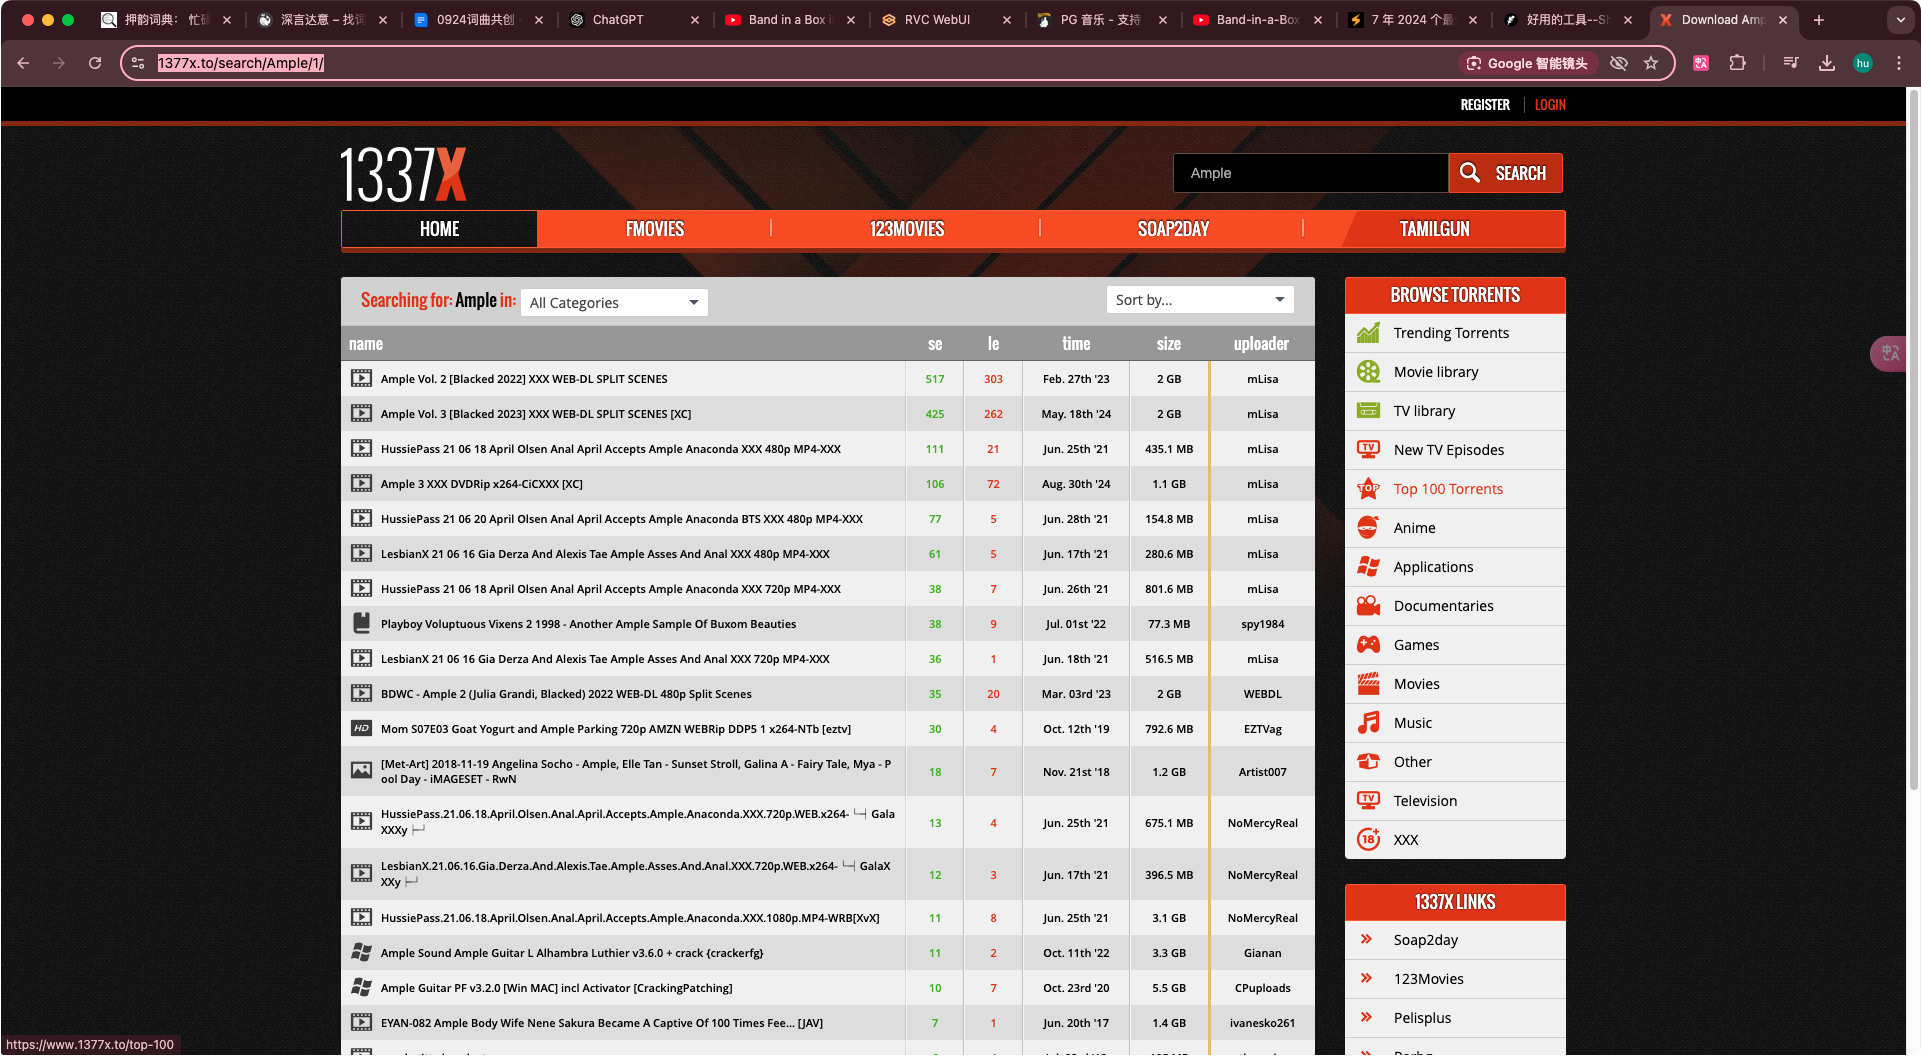 押韵词典： 忙
深言达意 – 找词
0924词曲共创 -
ChatGPT
Band in a Box i
RVC WebUI
PG 音乐 - 支持
Band-in-a-Box
7 年 2024 个最
好用的工具--Sh
Download Amp
1377x.to/search/Ample/1/
Google 智能镜头
hu
REGISTER
LOGIN
1337X
Ample
SEARCH
HOME
FMOVIES
123MOVIES
SOAP2DAY
TAMILGUN
Searching for: Ample in:
All Categories
Sort by...
name se le time size uploader
Ample Vol. 2 [Blacked 2022] XXX WEB-DL SPLIT SCENES 517 303 Feb. 27th '23 2 GB mLisa
Ample Vol. 3 [Blacked 2023] XXX WEB-DL SPLIT SCENES [XC] 425 262 May. 18th '24 2 GB mLisa
HussiePass 21 06 18 April Olsen Anal April Accepts Ample Anaconda XXX 480p MP4-XXX 111 21 Jun. 25th '21 435.1 MB mLisa
Ample 3 XXX DVDRip x264-CiCXXX [XC] 106 72 Aug. 30th '24 1.1 GB mLisa
HussiePass 21 06 20 April Olsen Anal April Accepts Ample Anaconda BTS XXX 480p MP4-XXX 77 5 Jun. 28th '21 154.8 MB mLisa
LesbianX 21 06 16 Gia Derza And Alexis Tae Ample Asses And Anal XXX 480p MP4-XXX 61 5 Jun. 17th '21 280.6 MB mLisa
HussiePass 21 06 18 April Olsen Anal April Accepts Ample Anaconda XXX 720p MP4-XXX 38 7 Jun. 26th '21 801.6 MB mLisa
Playboy Voluptuous Vixens 2 1998 - Another Ample Sample Of Buxom Beauties 38 9 Jul. 01st '22 77.3 MB spy1984
LesbianX 21 06 16 Gia Derza And Alexis Tae Ample Asses And Anal XXX 720p MP4-XXX 36 1 Jun. 18th '21 516.5 MB mLisa
BDWC - Ample 2 (Julia Grandi, Blacked) 2022 WEB-DL 480p Split Scenes 35 20 Mar. 03rd '23 2 GB WEBDL
HD Mom S07E03 Goat Yogurt and Ample Parking 720p AMZN WEBRip DDP5 1 x264-NTb [eztv] 30 4 Oct. 12th '19 792.6 MB EZTVag
[Met-Art] 2018-11-19 Angelina Socho - Ample, Elle Tan - Sunset Stroll, Galina A - Fairy Tale, Mya - P
ool Day - iMAGESET - RwN 18 7 Nov. 21st '18 1.2 GB Artist007
HussiePass.21.06.18.April.Olsen.Anal.April.Accepts.Ample.Anaconda.XXX.720p.WEB.x264- └┤ Gala
XXXy ├┘ 13 4 Jun. 25th '21 675.1 MB NoMercyReal
LesbianX.21.06.16.Gia.Derza.And.Alexis.Tae.Ample.Asses.And.Anal.XXX.720p.WEB.x264- └┤ GalaX
XXy ├┘ 12 3 Jun. 17th '21 396.5 MB NoMercyReal
HussiePass.21.06.18.April.Olsen.Anal.April.Accepts.Ample.Anaconda.XXX.1080p.MP4-WRB[XvX] 11 8 Jun. 25th '21 3.1 GB NoMercyReal
Ample Sound Ample Guitar L Alhambra Luthier v3.6.0 + crack {crackerfg} 11 2 Oct. 11th '22 3.3 GB Gianan
Ample Guitar PF v3.2.0 [Win MAC] incl Activator [CrackingPatching] 10 7 Oct. 23rd '20 5.5 GB CPuploads
EYAN-082 Ample Body Wife Nene Sakura Became A Captive Of 100 Times Fee... [JAV] 7 1 Jun. 20th '17 1.4 GB ivanesko261
BROWSE TORRENTS
Trending Torrents
Movie library
TV library
TV New TV Episodes
TOP Top 100 Torrents
Anime
Applications
Documentaries
Games
Movies
Music
Other
TV Television
18+ XXX
1337X LINKS
Soap2day
123Movies
Pelisplus
https://www.1377x.to/top-100